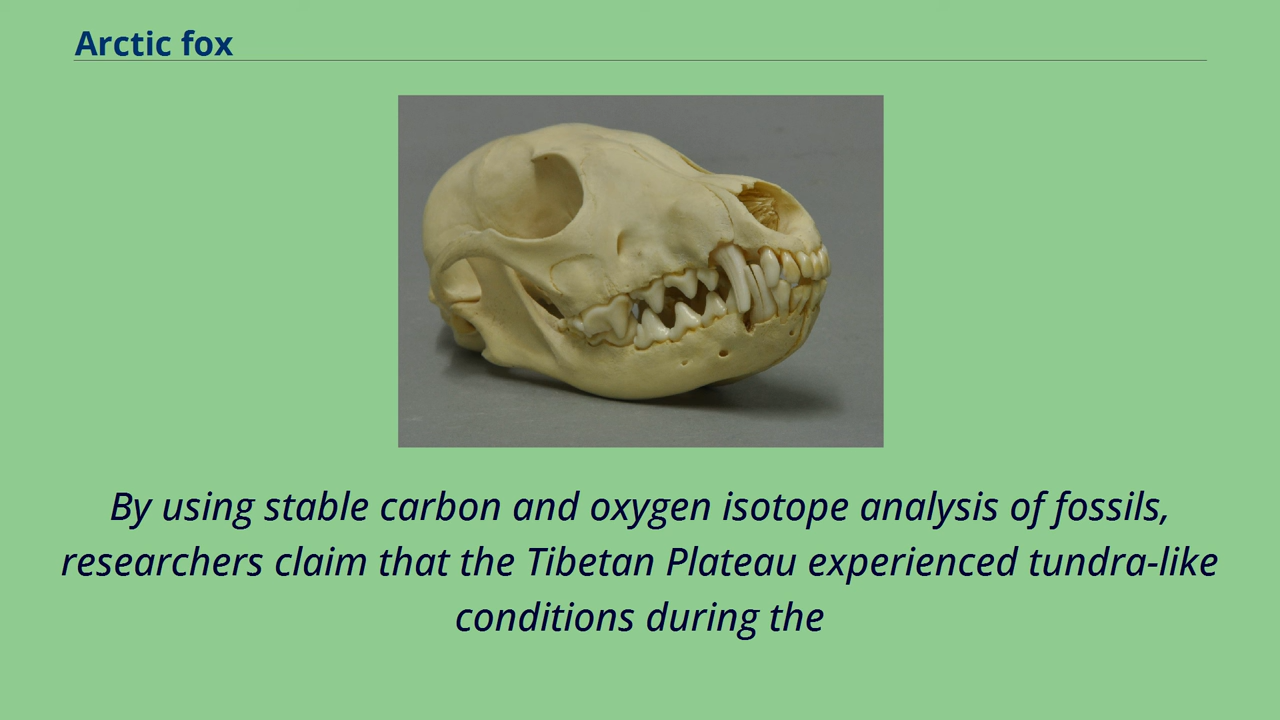 Arctic fox
By using stable carbon and oxygen isotope analysis of fossils,
researchers claim that the Tibetan Plateau experienced tundra-like
conditions during the